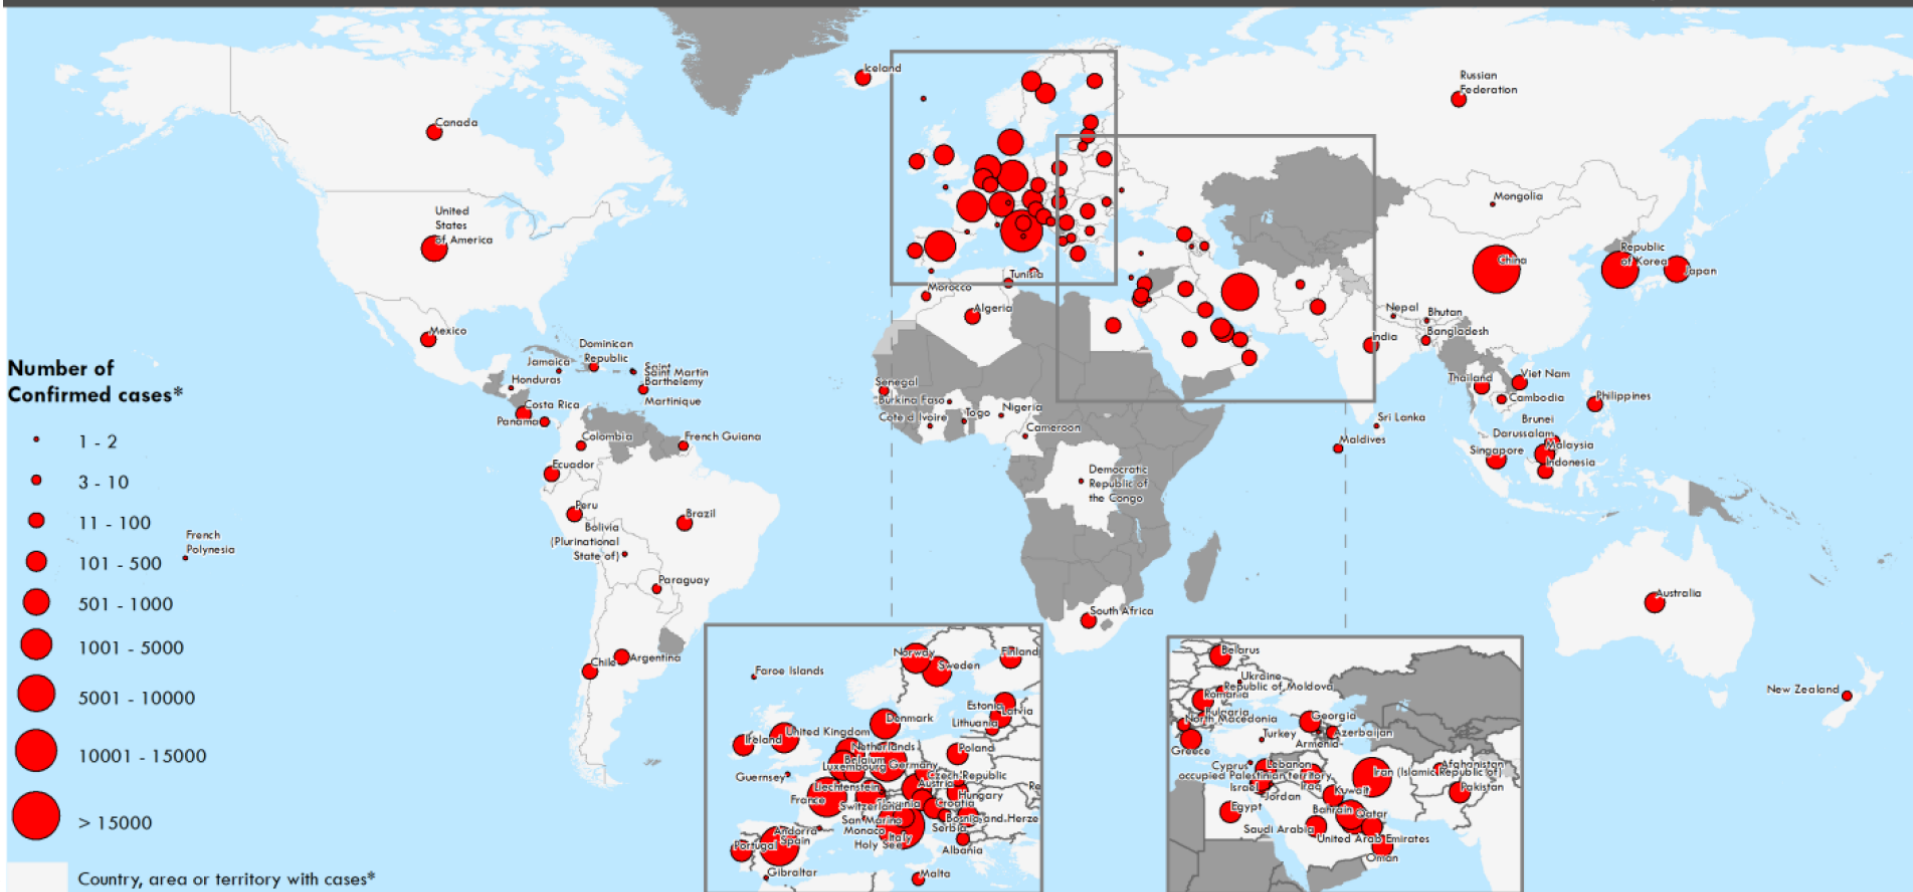 Iceland
Russian
Federation
Canada
United
States
of America
Mongolia
China
Republic
of Korea
Japan
Tunisia
Morocco
Algeria
Nepal
Bhutan
Bangladesh
India
Mexico
Dominican
Republic
Jamaica
Saint Martin
Saint
Barthelemy
Honduras
Martinique
Costa Rica
Panama
Colombia
French Guiana
Ecuador
Peru
Brazil
Bolivia
(Plurinational
State of)
French
Polynesia
Paraguay
Chile
Argentina
Senegal
Burkina Faso
Cote d Ivoire
Togo
Nigeria
Cameroon
Democratic
Republic of
the Congo
South Africa
Thailand
Viet Nam
Cambodia
Philippines
Sri Lanka
Maldives
Brunei
Darussalam
Malaysia
Singapore
Indonesia
Australia
New Zealand
Number of
Confirmed cases*
1 - 2
3 - 10
11 - 100
101 - 500
501 - 1000
1001 - 5000
5001 - 10000
10001 - 15000
> 15000
Country, area or territory with cases*
Norway
Sweden
Finland
Faroe Islands
Estonia
Latvia
Lithuania
Denmark
United Kingdom
Ireland
Netherlands
Belgium
Luxembourg
Germany
Poland
Guernsey
Czech Republic
Austria
Liechtenstein
Hungary
France
Switzerland
Slovenia
Croatia
San Marino
Bosnia and Herze
Monaco
Serbia
Andorra
Spain
Italy
Holy See
Portugal
Albania
Gibraltar
Malta
Belarus
Ukraine
Republic of Moldova
Romania
Bulgaria
North Macedonia
Georgia
Greece
Turkey
Azerbaijan
Armenia
Cyprus
Lebanon
occupied Palestinian territory
Iran (Islamic Republic of)
Afghanistan
Israel
Iraq
Jordan
Kuwait
Pakistan
Egypt
Bahrain
Qatar
Saudi Arabia
United Arab Emirates
Oman